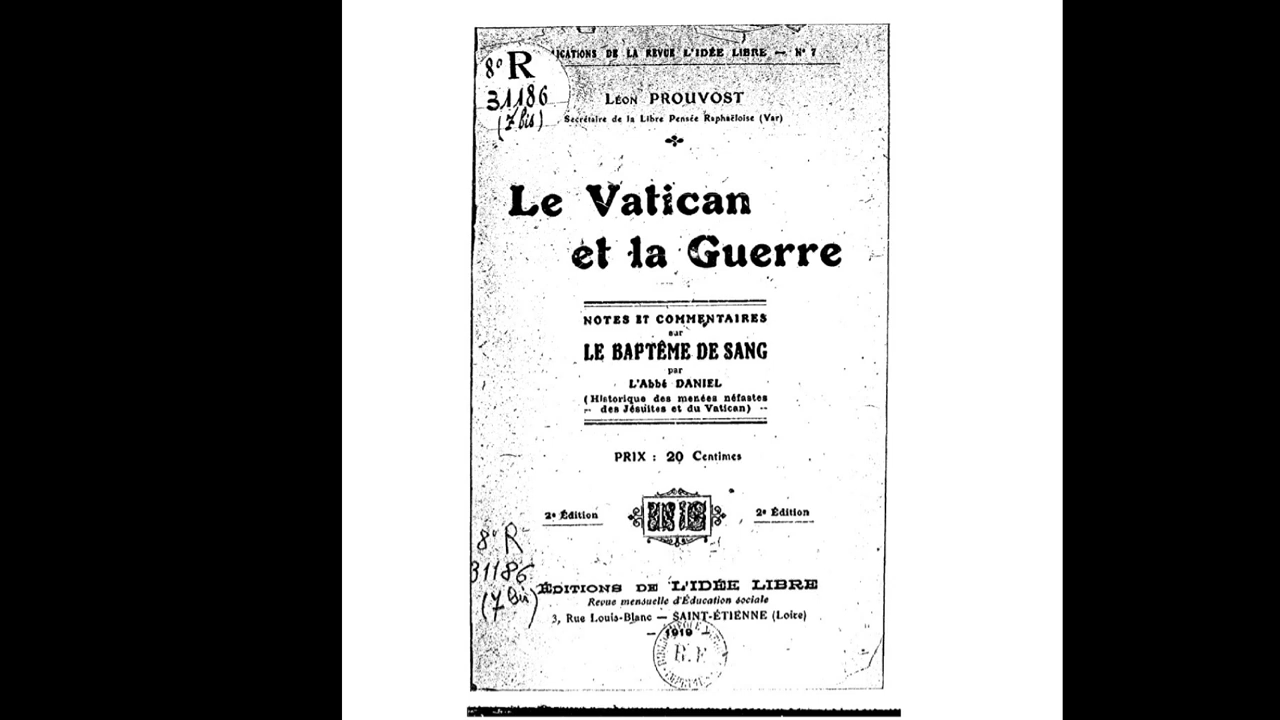 PUBLICATIONS DE LA REVUE L'IDÉE LIBRE — N° 7
8° R
31186
(7 bis)
LÉON PROUVOST
Secrétaire de la Libre Pensée Raphaëloise (Var)
Le Vatican
et la Guerre
NOTES ET COMMENTAIRES
sur
LE BAPTÊME DE SANG
par
L'Abbé DANIEL
(Historique des menées néfastes
des Jésuites et du Vatican)
PRIX : 20 Centimes
2e Édition
2e Édition
8° R
31186
(7 bis)
ÉDITIONS DE L'IDÉE LIBRE
Revue mensuelle d'Éducation sociale
3, Rue Louis-Blanc — SAINT-ÉTIENNE (Loire)
— 1919 —
B.F